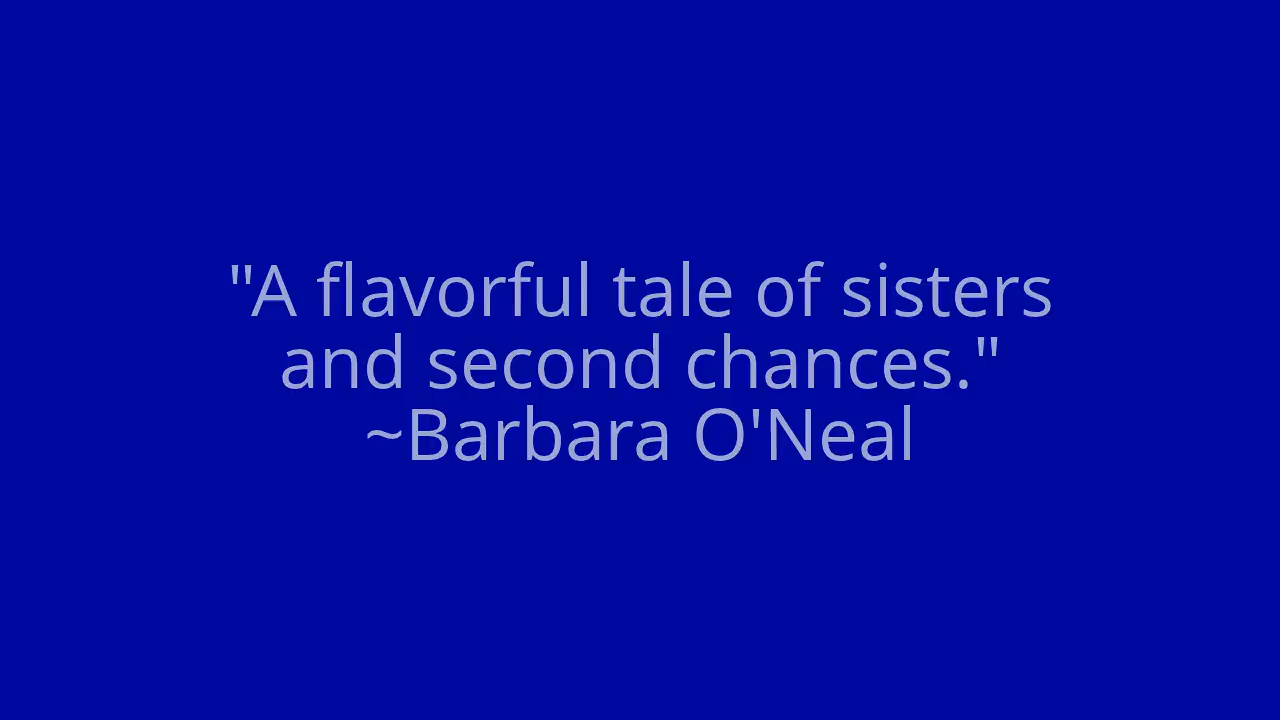 "A flavorful tale of sisters
and second chances."
~Barbara O'Neal